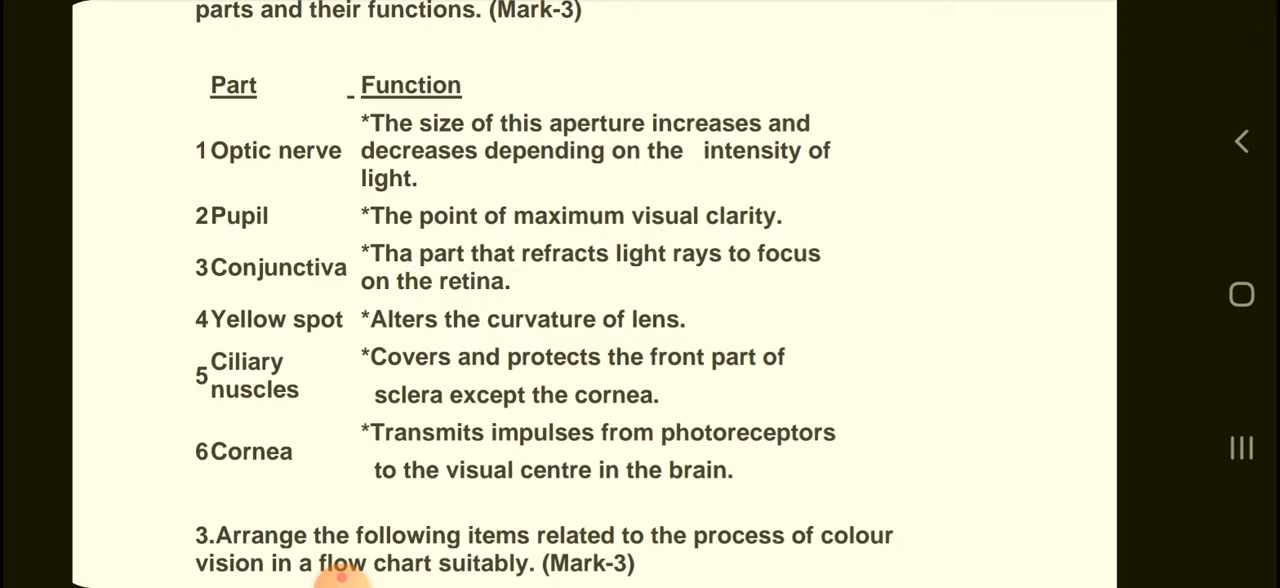 parts and their functions. (Mark-3)
Part _ Function
1 Optic nerve *The size of this aperture increases and
decreases depending on the intensity of
light.
2 Pupil *The point of maximum visual clarity.
3 Conjunctiva *Tha part that refracts light rays to focus
on the retina.
4 Yellow spot *Alters the curvature of lens.
5 Ciliary
nuscles *Covers and protects the front part of
sclera except the cornea.
6 Cornea *Transmits impulses from photoreceptors
to the visual centre in the brain.
3.Arrange the following items related to the process of colour
vision in a flow chart suitably. (Mark-3)